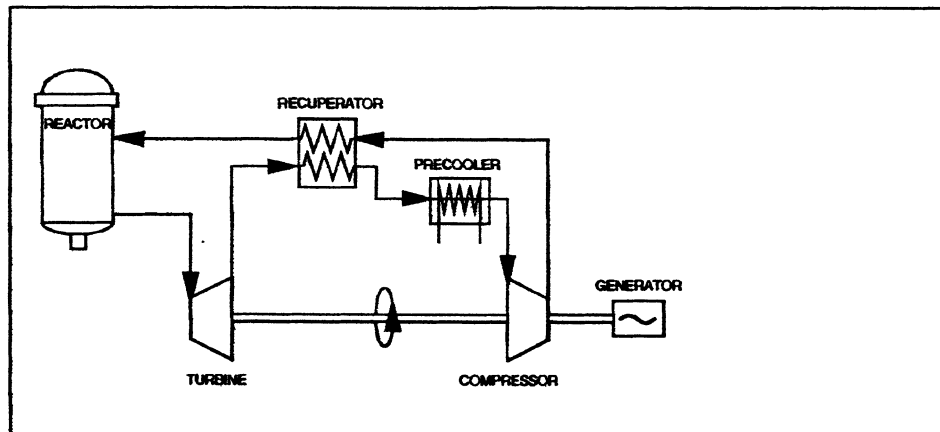 RECUPERATOR
REACTOR
PRECOOLER
GENERATOR
TURBINE
COMPRESSOR